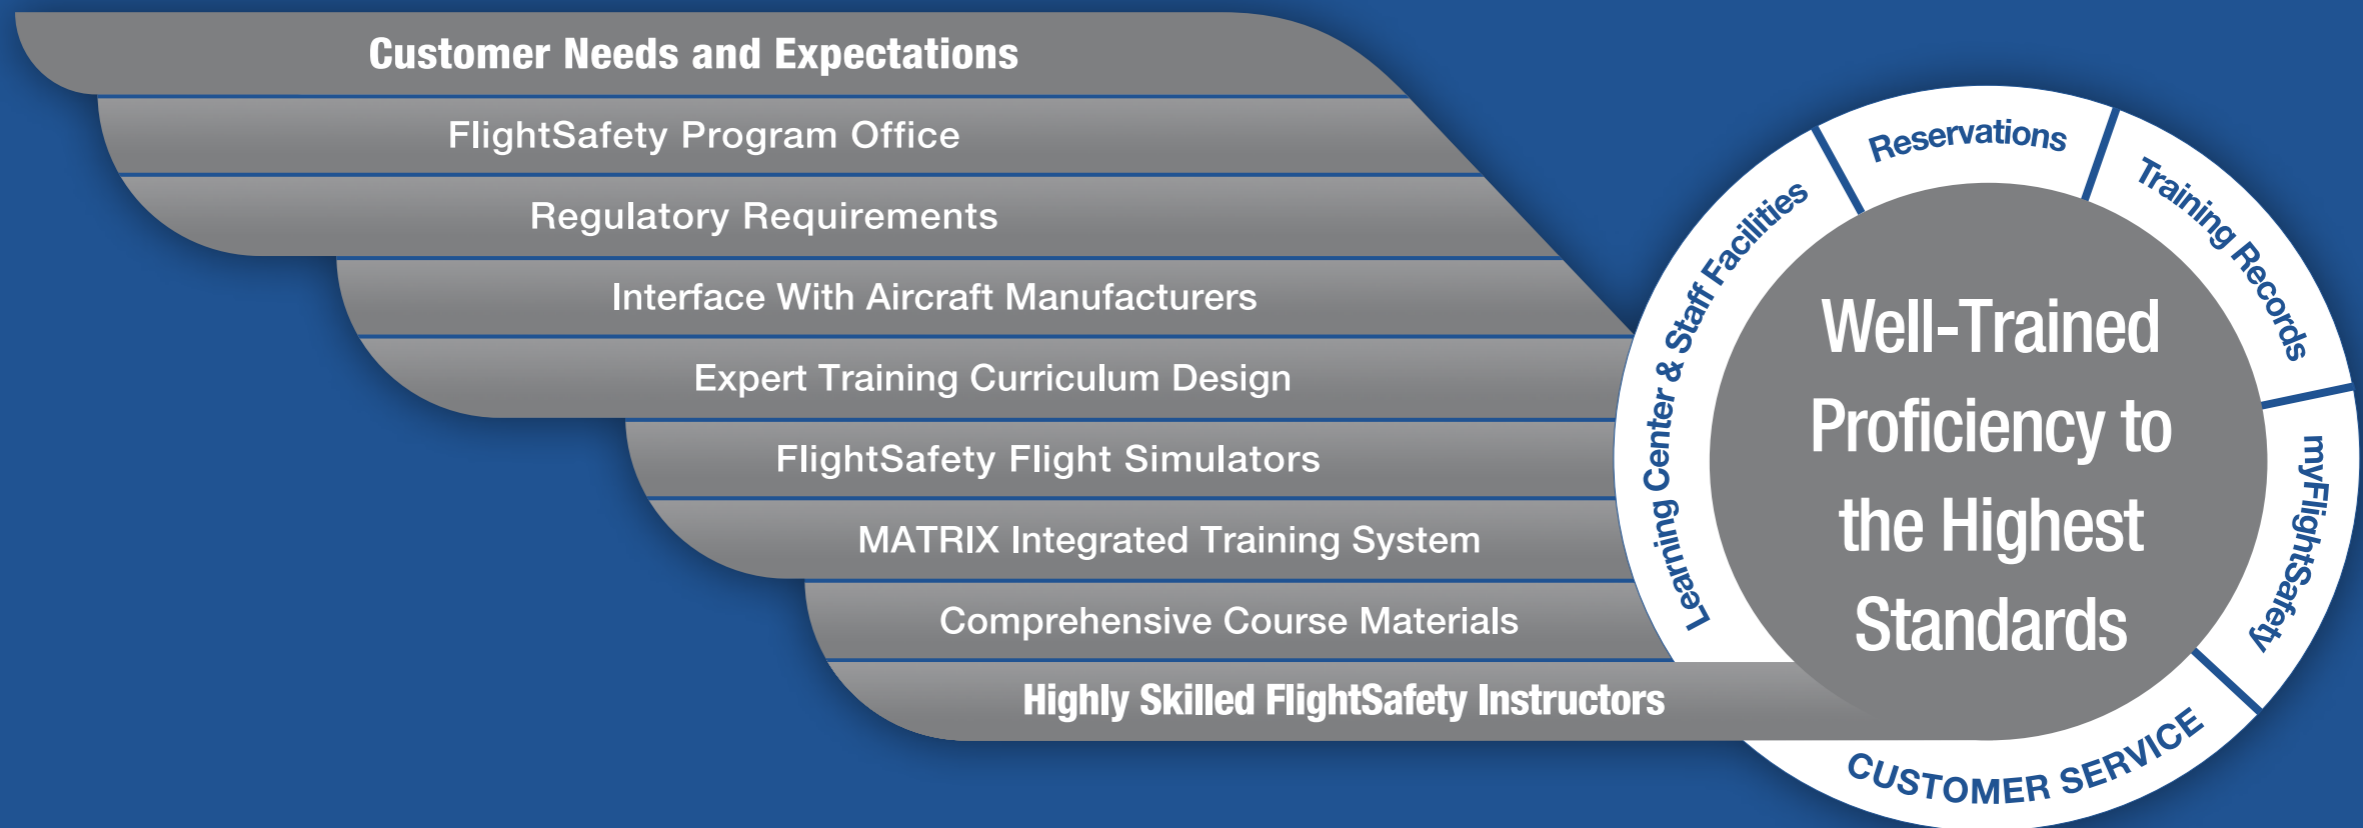 Customer Needs and Expectations
FlightSafety Program Office
Regulatory Requirements
Interface With Aircraft Manufacturers
Expert Training Curriculum Design
FlightSafety Flight Simulators
MATRIX Integrated Training System
Comprehensive Course Materials
Highly Skilled FlightSafety Instructors
Learning Center & Staff Facilities
Reservations
Training Records
myFlightSafety
CUSTOMER SERVICE
Well-Trained
Proficiency to
the Highest
Standards